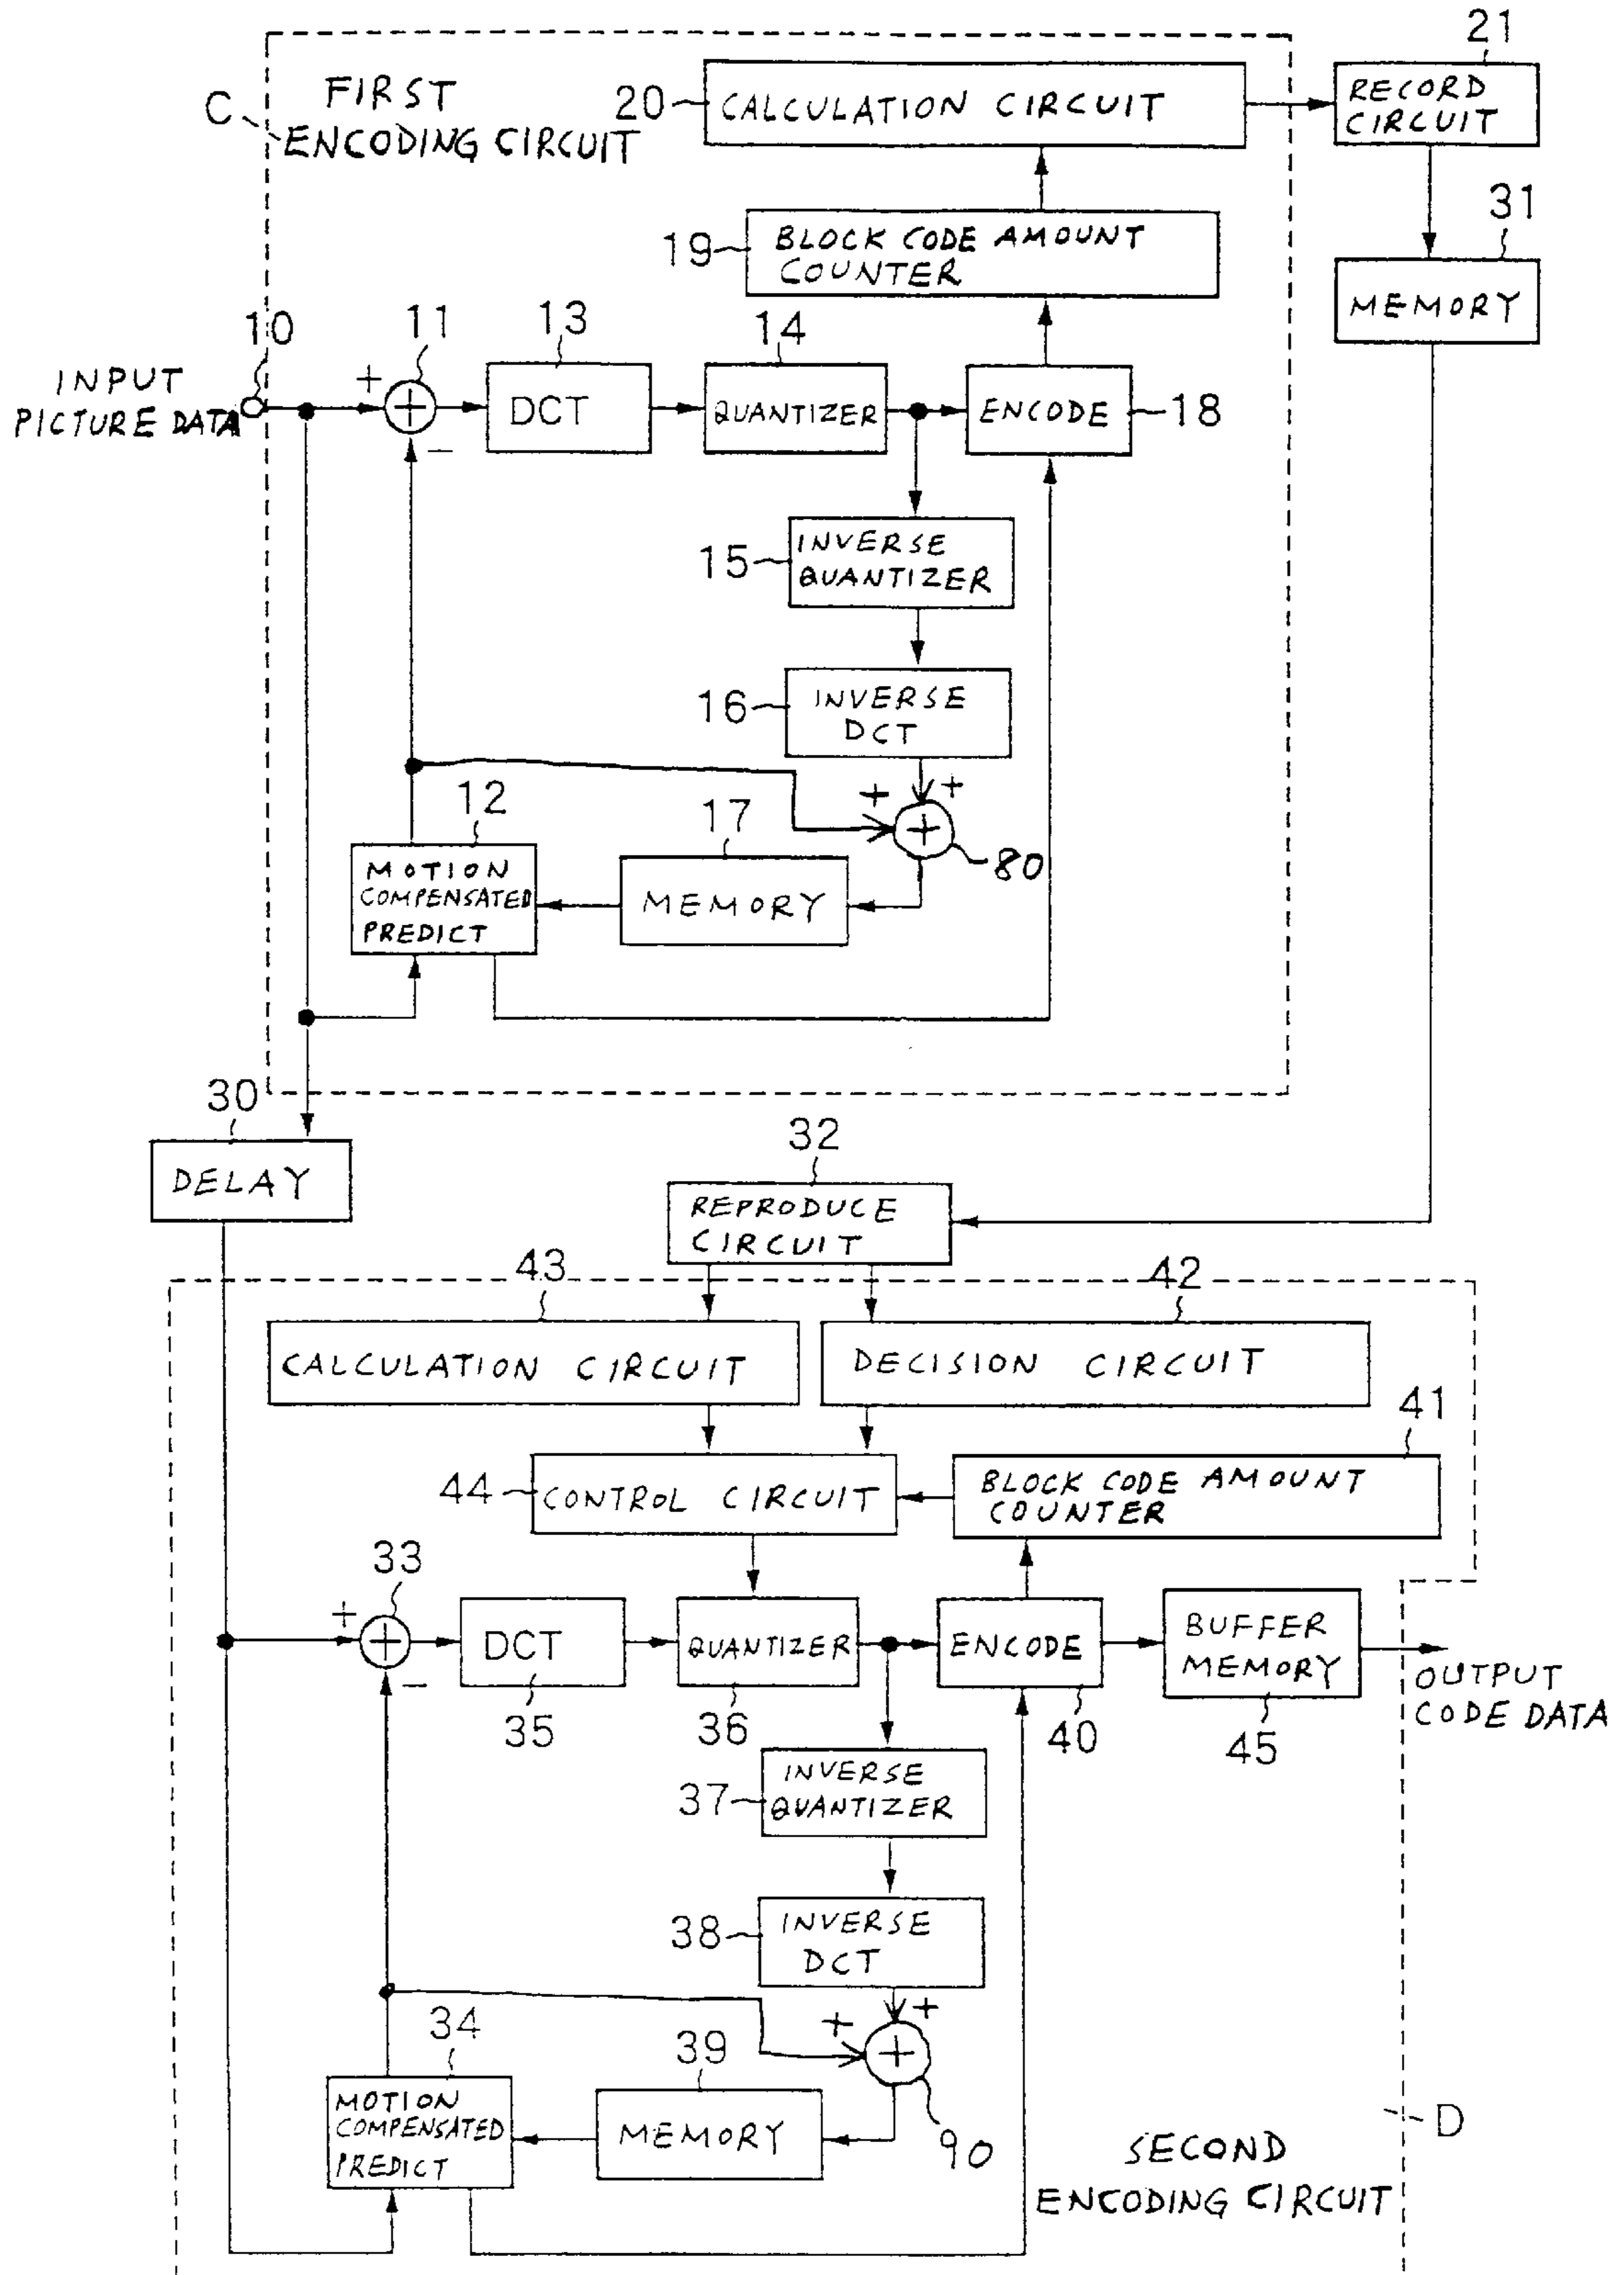 21
FIRST
ENCODING CIRCUIT
C
20
CALCULATION CIRCUIT
RECORD
CIRCUIT
31
19
BLOCK CODE AMOUNT
COUNTER
MEMORY
10
11
13
14
INPUT
PICTURE DATA
+
+
−
DCT
QUANTIZER
ENCODE
18
15
INVERSE
QUANTIZER
16
INVERSE
DCT
+
+
+
80
12
17
MOTION
COMPENSATED
PREDICT
MEMORY
30
DELAY
32
REPRODUCE
CIRCUIT
43
42
CALCULATION CIRCUIT
DECISION CIRCUIT
41
44
CONTROL CIRCUIT
BLOCK CODE AMOUNT
COUNTER
33
+
+
−
DCT
35
QUANTIZER
36
ENCODE
40
BUFFER
MEMORY
45
OUTPUT
CODE DATA
37
INVERSE
QUANTIZER
38
INVERSE
DCT
+
+
+
90
34
39
MOTION
COMPENSATED
PREDICT
MEMORY
D
SECOND
ENCODING CIRCUIT